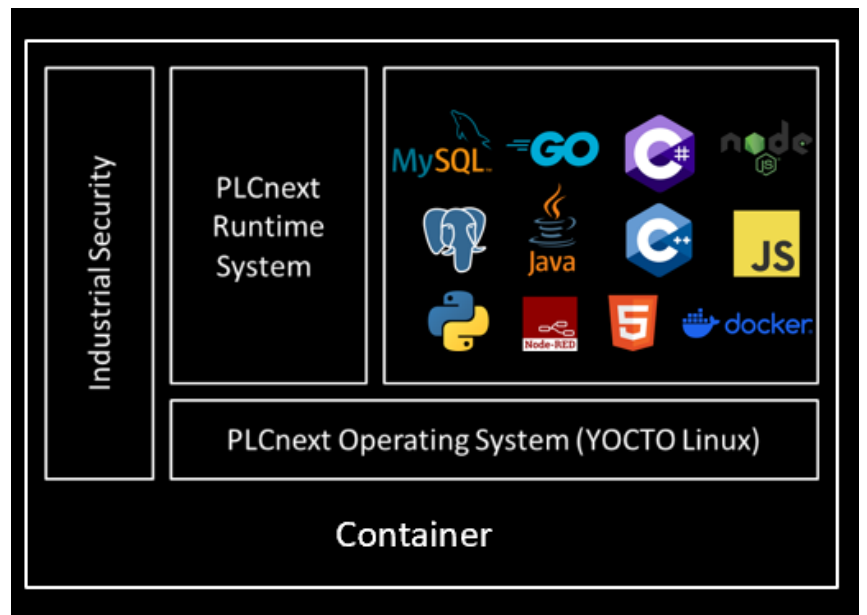 Industrial Security
PLCnext
Runtime
System
MySQL™
GO
C#
node
JS
Java
C++
JS
Node-RED
5
docker
PLCnext Operating System (YOCTO Linux)
Container